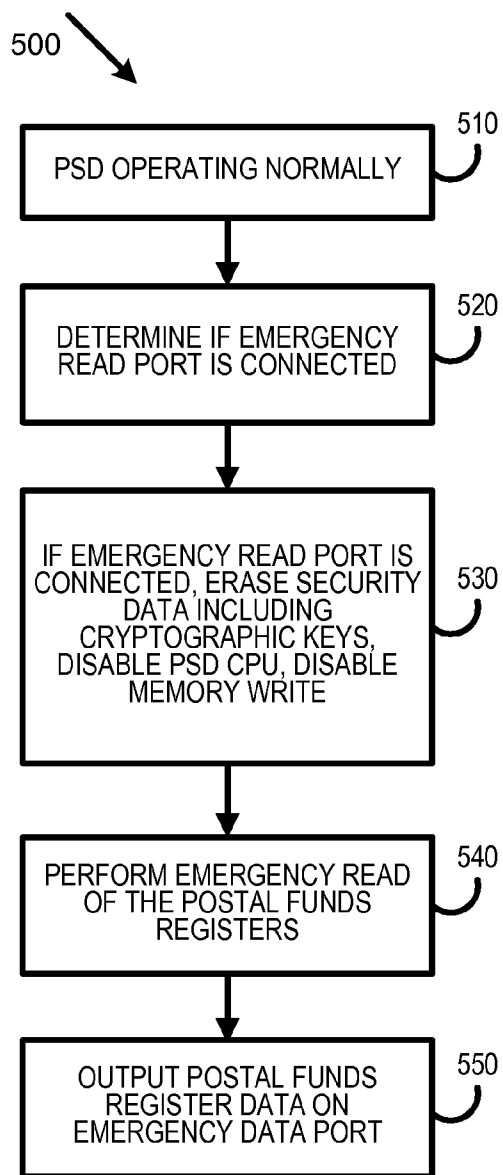 500
510
PSD OPERATING NORMALLY
520
DETERMINE IF EMERGENCY
READ PORT IS CONNECTED
530
IF EMERGENCY READ PORT IS
CONNECTED, ERASE SECURITY
DATA INCLUDING
CRYPTOGRAPHIC KEYS,
DISABLE PSD CPU, DISABLE
MEMORY WRITE
540
PERFORM EMERGENCY READ
OF THE POSTAL FUNDS
REGISTERS
550
OUTPUT POSTAL FUNDS
REGISTER DATA ON
EMERGENCY DATA PORT